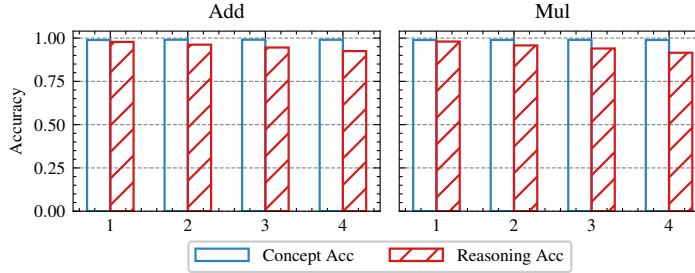 Add
Mul
Accuracy
1.00
0.75
0.50
0.25
0.00
1 2 3 4
1 2 3 4
Concept Acc
Reasoning Acc